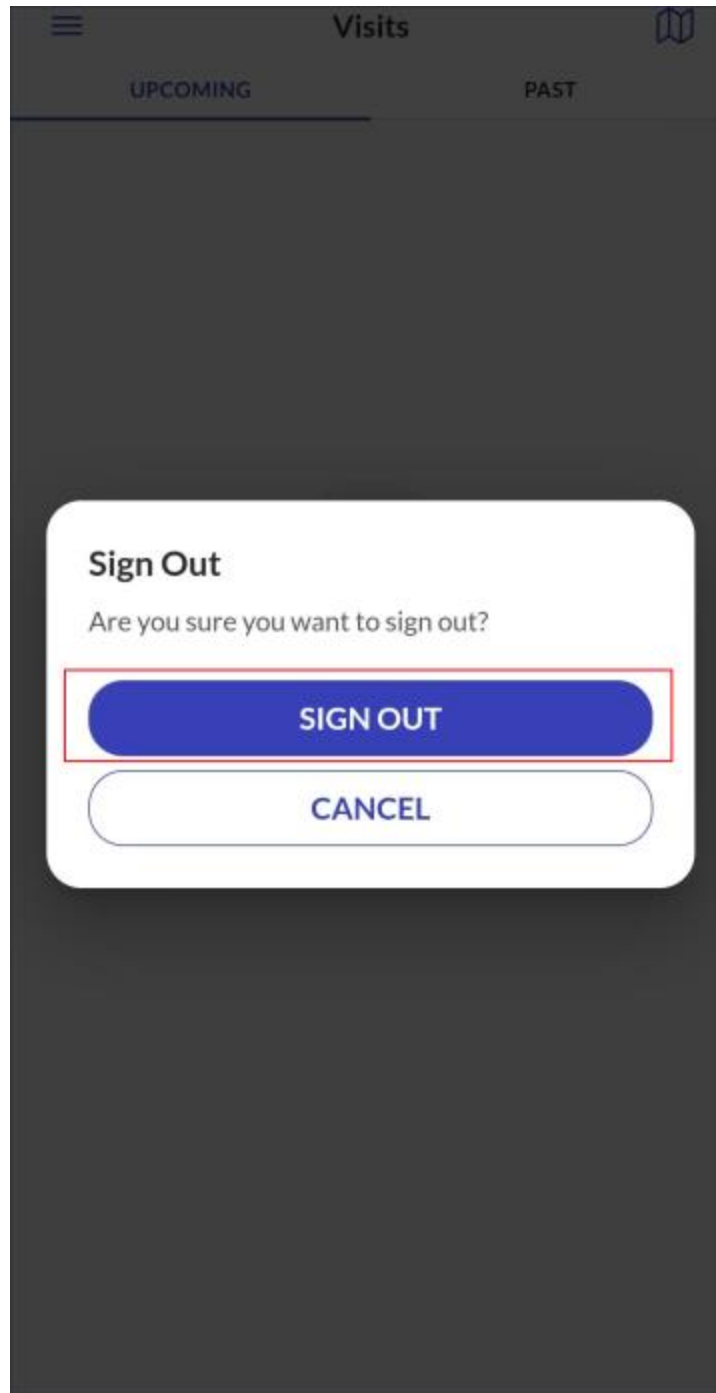 Visits
UPCOMING PAST
Sign Out
Are you sure you want to sign out?
SIGN OUT
CANCEL